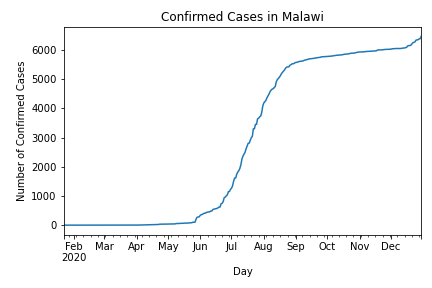 Confirmed Cases in Malawi
Number of Confirmed Cases
6000
5000
4000
3000
2000
1000
0
Feb Mar Apr May Jun Jul Aug Sep Oct Nov Dec
2020
Day